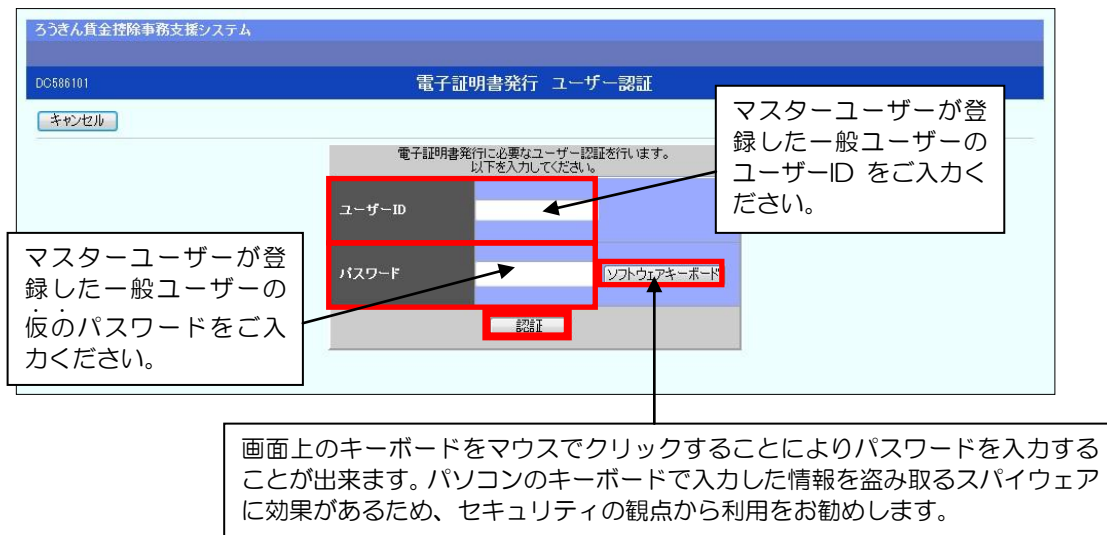 ろうきん賃金控除事務支援システム
DC586101
電子証明書発行 ユーザー認証
キャンセル
電子証明書発行に必要なユーザー認証を行います。
以下を入力してください。
ユーザーID
パスワード
ソフトウェアキーボード
認証
マスターユーザーが登
録した一般ユーザーの
ユーザーID をご入力く
ださい。
マスターユーザーが登
録した一般ユーザーの
仮のパスワードをご入
力ください。
画面上のキーボードをマウスでクリックすることによりパスワードを入力する
ことが出来ます。パソコンのキーボードで入力した情報を盗み取るスパイウェア
に効果があるため、セキュリティの観点から利用をお勧めします。